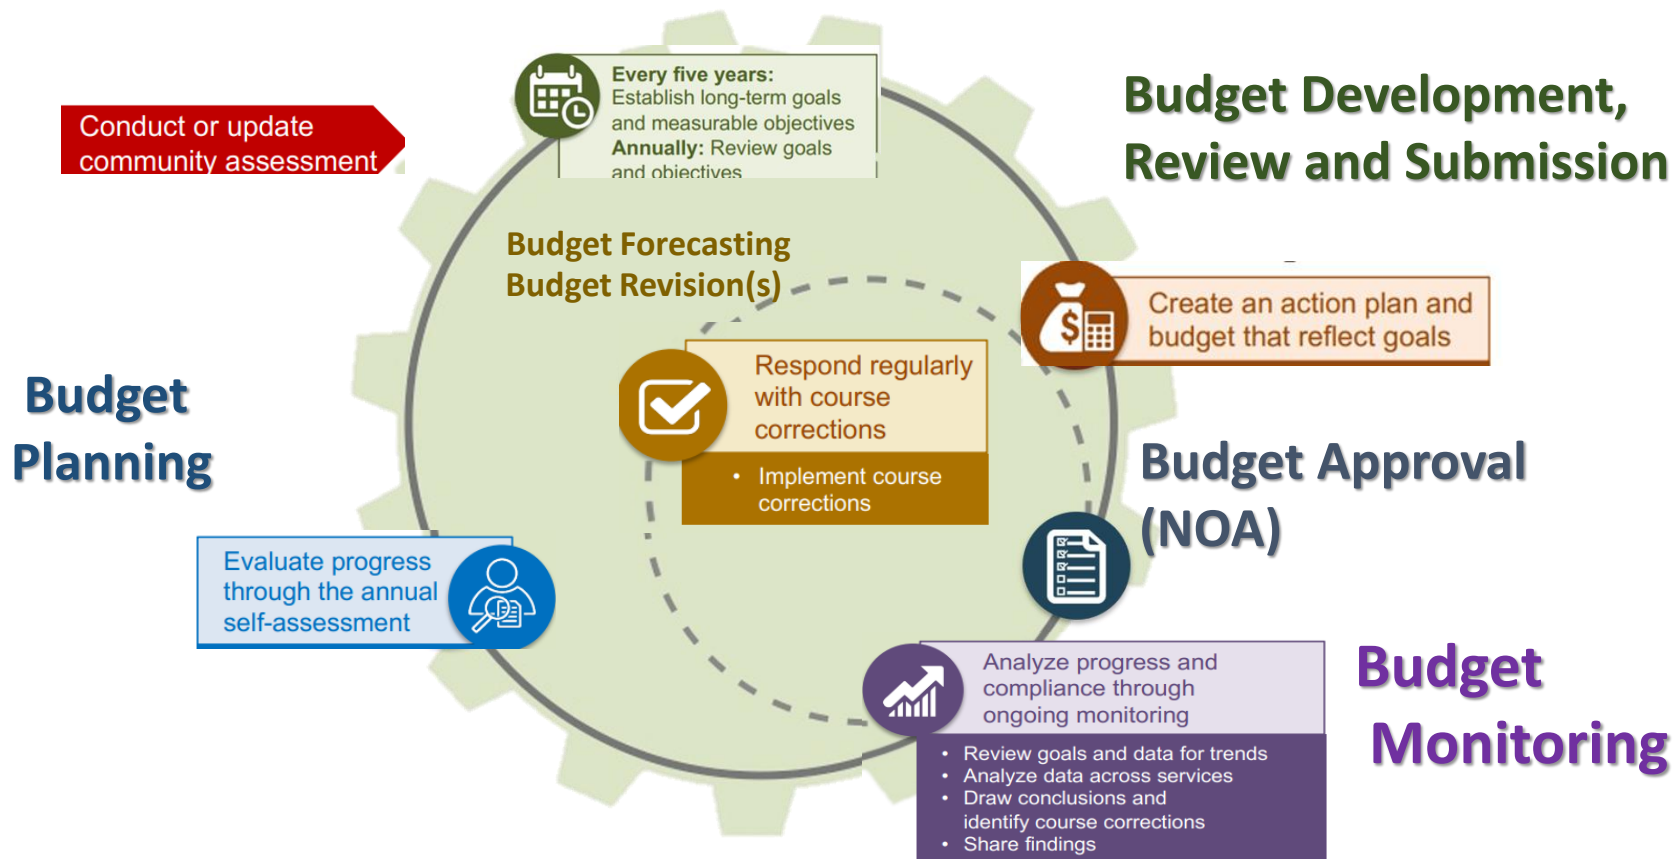 Conduct or update
community assessment
Every five years:
Establish long-term goals
and measurable objectives
Annually: Review goals
and objectives
Budget Development,
Review and Submission
Budget Forecasting
Budget Revision(s)
$
Create an action plan and
budget that reflect goals
Respond regularly
with course
corrections
• Implement course
corrections
Budget
Planning
Budget Approval
(NOA)
Evaluate progress
through the annual
self-assessment
Analyze progress and
compliance through
ongoing monitoring
• Review goals and data for trends
• Analyze data across services
• Draw conclusions and
identify course corrections
• Share findings
Budget
Monitoring